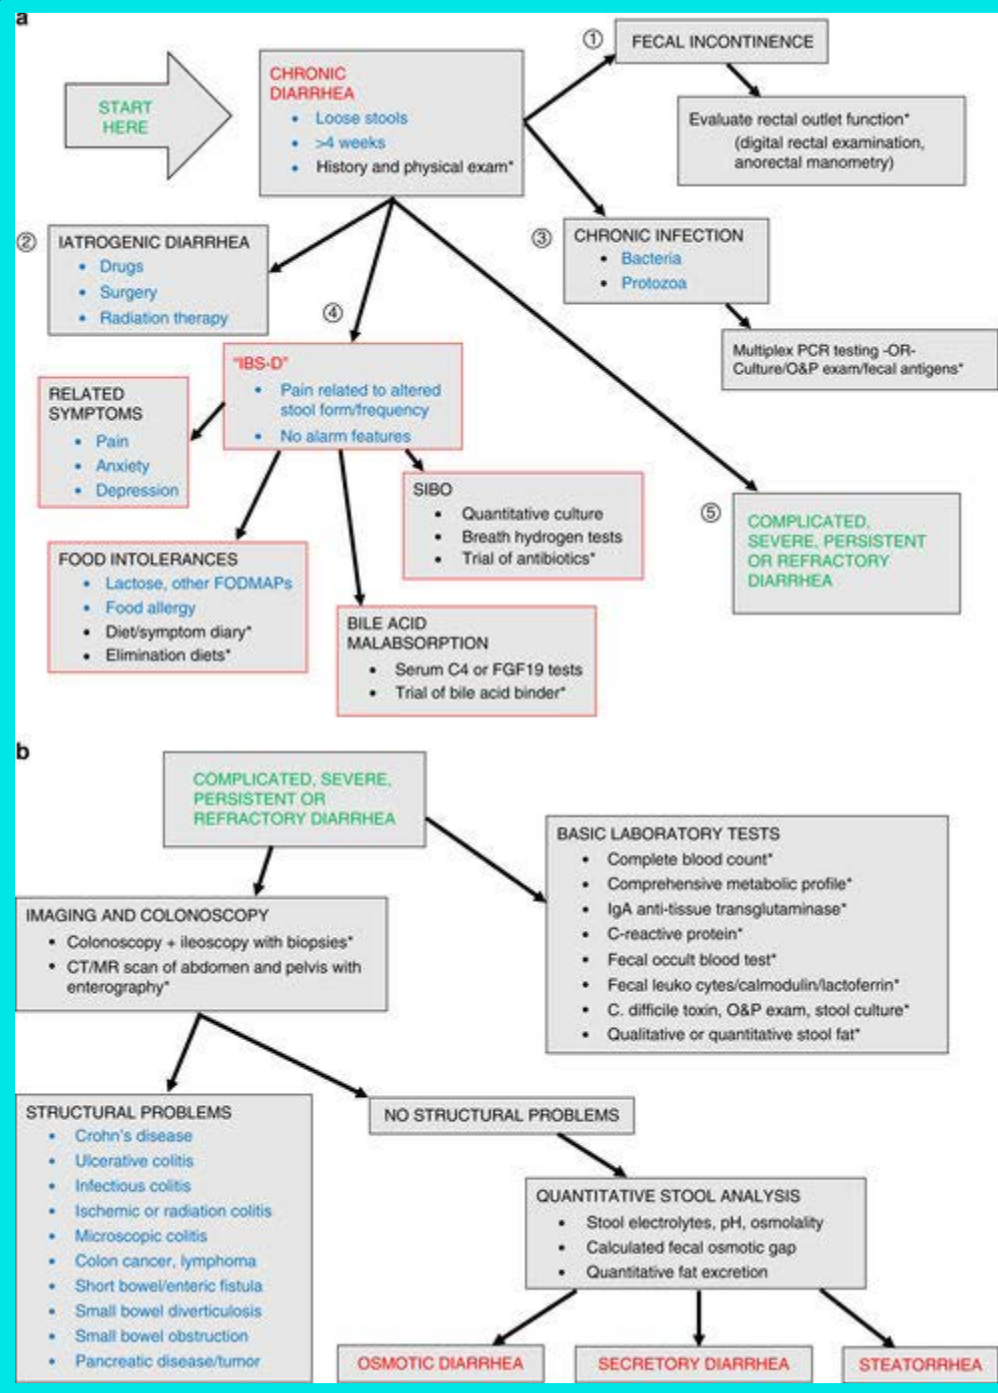 a
START
HERE
CHRONIC
DIARRHEA
• Loose stools
• >4 weeks
• History and physical exam*
①
FECAL INCONTINENCE
Evaluate rectal outlet function*
(digital rectal examination,
anorectal manometry)
②
IATROGENIC DIARRHEA
• Drugs
• Surgery
• Radiation therapy
③
CHRONIC INFECTION
• Bacteria
• Protozoa
Multiplex PCR testing -OR-
Culture/O&P exam/fecal antigens*
④
"IBS-D"
• Pain related to altered
stool form/frequency
• No alarm features
RELATED
SYMPTOMS
• Pain
• Anxiety
• Depression
SIBO
• Quantitative culture
• Breath hydrogen tests
• Trial of antibiotics*
⑤
COMPLICATED,
SEVERE, PERSISTENT
OR REFRACTORY
DIARRHEA
FOOD INTOLERANCES
• Lactose, other FODMAPs
• Food allergy
• Diet/symptom diary*
• Elimination diets*
BILE ACID
MALABSORPTION
• Serum C4 or FGF19 tests
• Trial of bile acid binder*
b
COMPLICATED, SEVERE,
PERSISTENT OR
REFRACTORY DIARRHEA
BASIC LABORATORY TESTS
• Complete blood count*
• Comprehensive metabolic profile*
• IgA anti-tissue transglutaminase*
• C-reactive protein*
• Fecal occult blood test*
• Fecal leuko cytes/calmodulin/lactoferrin*
• C. difficile toxin, O&P exam, stool culture*
• Qualitative or quantitative stool fat*
IMAGING AND COLONOSCOPY
• Colonoscopy + ileoscopy with biopsies*
• CT/MR scan of abdomen and pelvis with
enterography*
STRUCTURAL PROBLEMS
• Crohn's disease
• Ulcerative colitis
• Infectious colitis
• Ischemic or radiation colitis
• Microscopic colitis
• Colon cancer, lymphoma
• Short bowel/enteric fistula
• Small bowel diverticulosis
• Small bowel obstruction
• Pancreatic disease/tumor
NO STRUCTURAL PROBLEMS
QUANTITATIVE STOOL ANALYSIS
• Stool electrolytes, pH, osmolality
• Calculated fecal osmotic gap
• Quantitative fat excretion
OSMOTIC DIARRHEA
SECRETORY DIARRHEA
STEATORRHEA